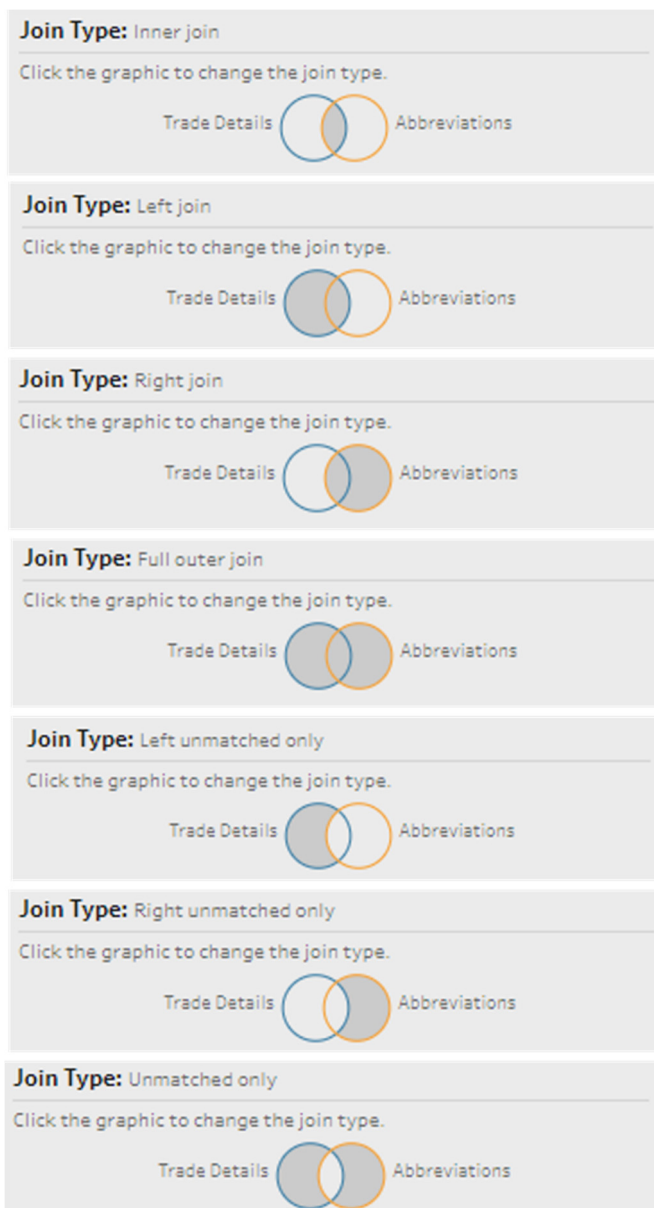 Join Type: Inner join
Click the graphic to change the join type.
Trade Details Abbreviations
Join Type: Left join
Click the graphic to change the join type.
Trade Details Abbreviations
Join Type: Right join
Click the graphic to change the join type.
Trade Details Abbreviations
Join Type: Full outer join
Click the graphic to change the join type.
Trade Details Abbreviations
Join Type: Left unmatched only
Click the graphic to change the join type.
Trade Details Abbreviations
Join Type: Right unmatched only
Click the graphic to change the join type.
Trade Details Abbreviations
Join Type: Unmatched only
Click the graphic to change the join type.
Trade Details Abbreviations